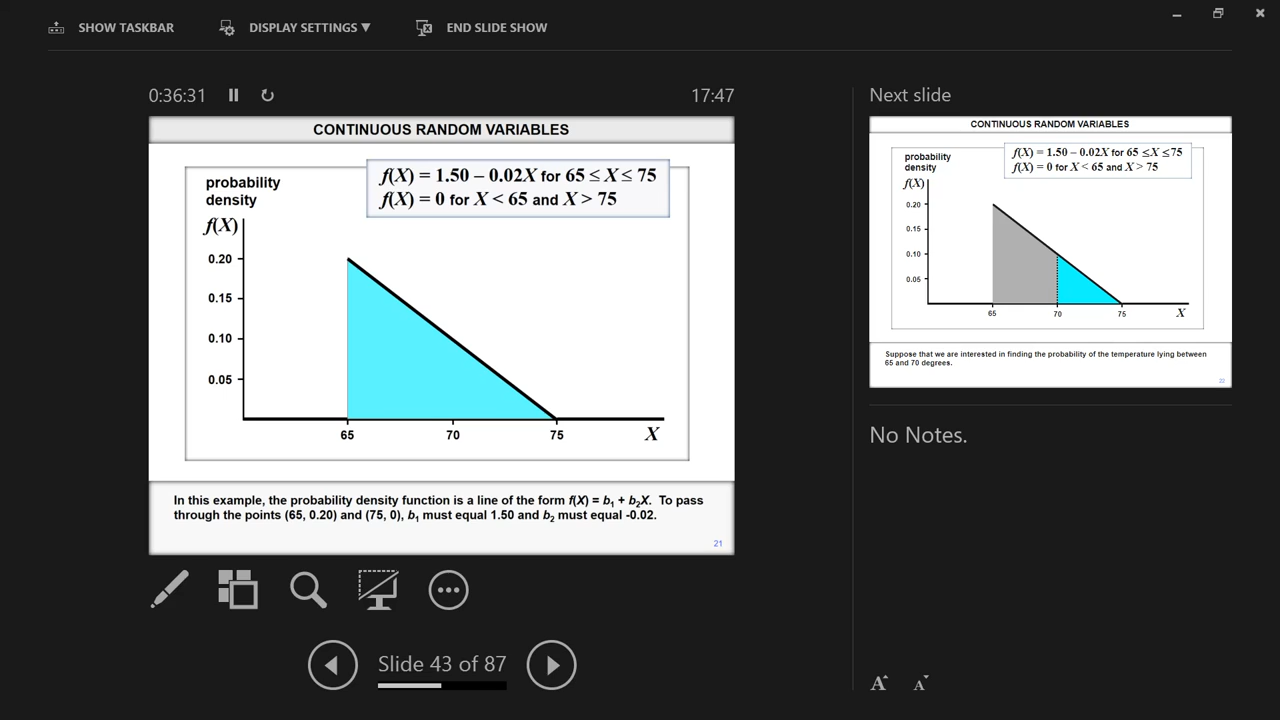 SHOW TASKBAR
DISPLAY SETTINGS ▼
END SLIDE SHOW
0:36:31
17:47
CONTINUOUS RANDOM VARIABLES
f(X) = 1.50 – 0.02X for 65 ≤ X ≤ 75
f(X) = 0 for X < 65 and X > 75
probability
density
f(X)
0.20
0.15
0.10
0.05
65 70 75 X
In this example, the probability density function is a line of the form f(X) = b1 + b2X. To pass
through the points (65, 0.20) and (75, 0), b1 must equal 1.50 and b2 must equal -0.02.
21
Slide 43 of 87
Next slide
CONTINUOUS RANDOM VARIABLES
f(X) = 1.50 – 0.02X for 65 ≤X ≤75
f(X) = 0 for X < 65 and X > 75
probability
density
f(X)
0.20
0.15
0.10
0.05
65 70 75 X
Suppose that we are interested in finding the probability of the temperature lying between
65 and 70 degrees.
22
No Notes.
A A